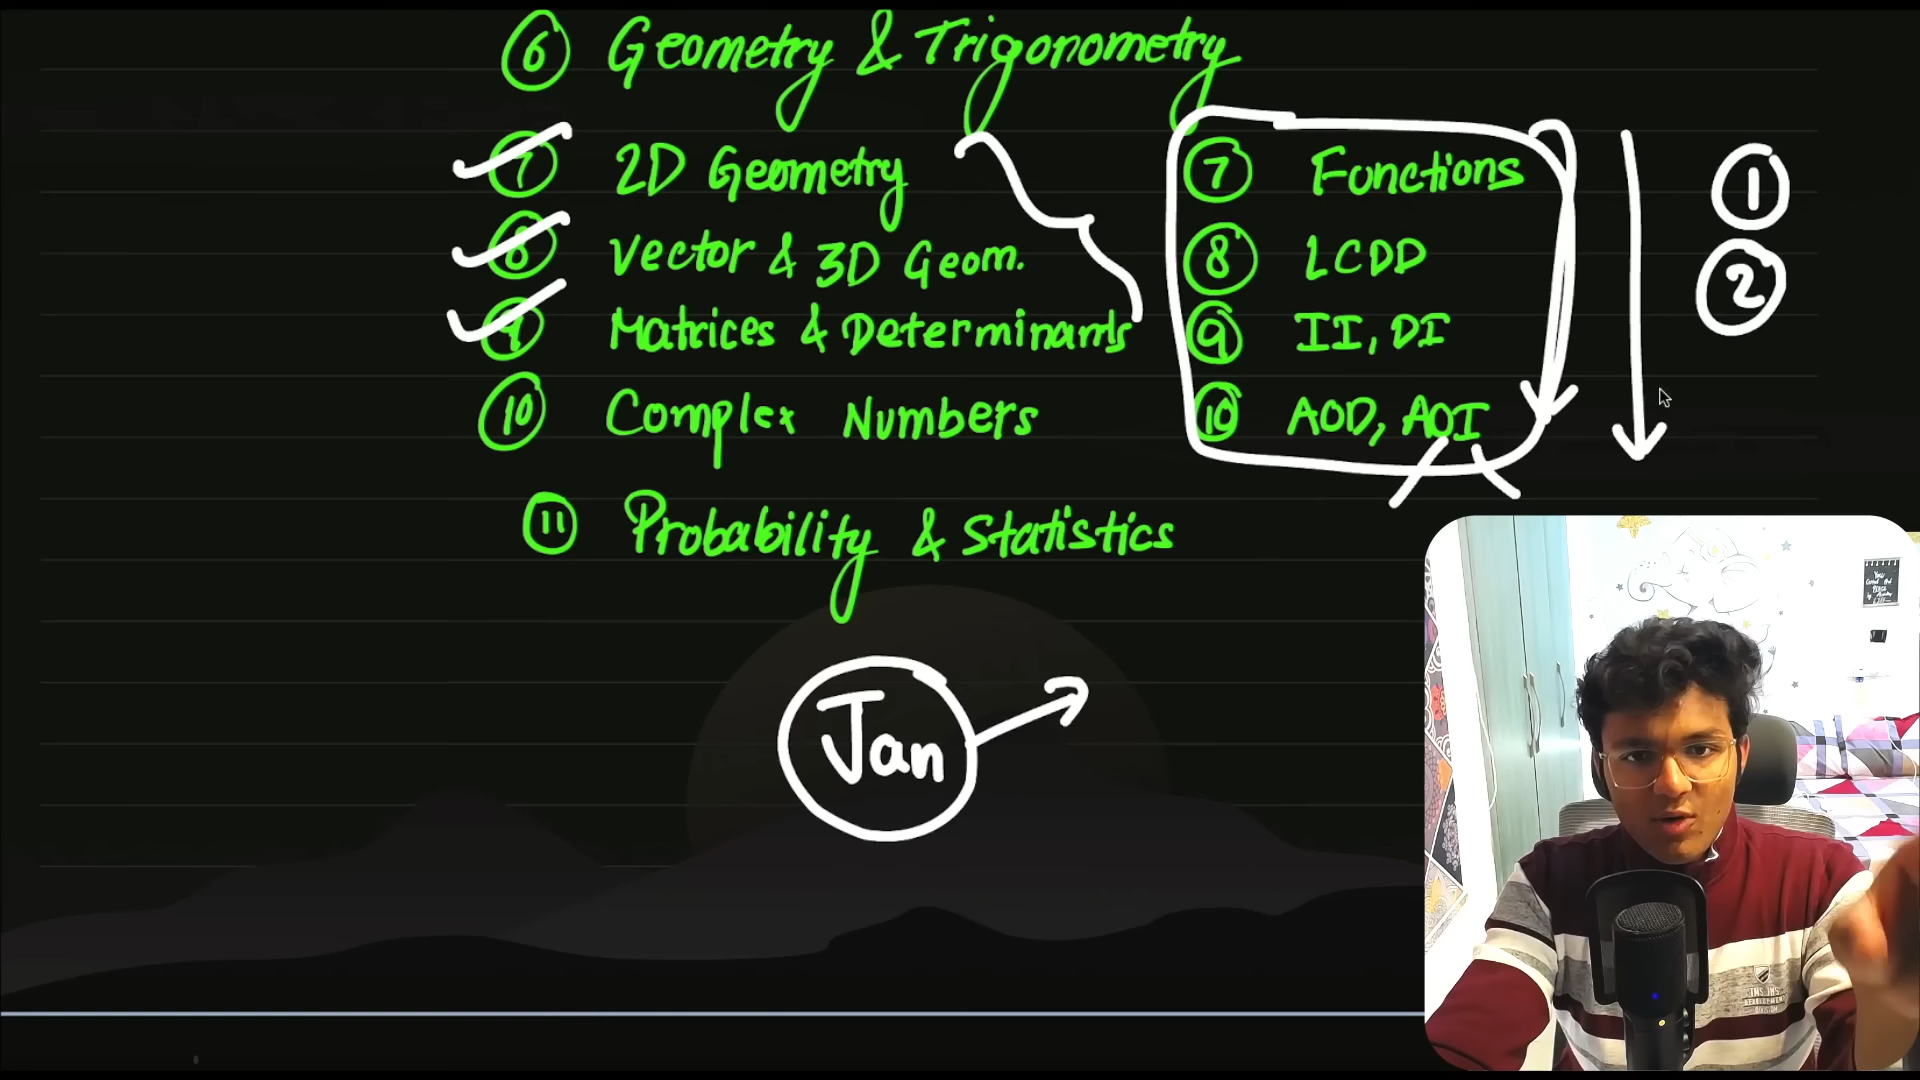 6 Geometry & Trigonometry
7 2D Geometry
8 Vector & 3D Geom.
9 Matrices & Determinants
10 Complex Numbers
7 Functions
8 LCDD
9 II, DI
10 AOD, AOI
1
2
11 Probability & Statistics
Jan